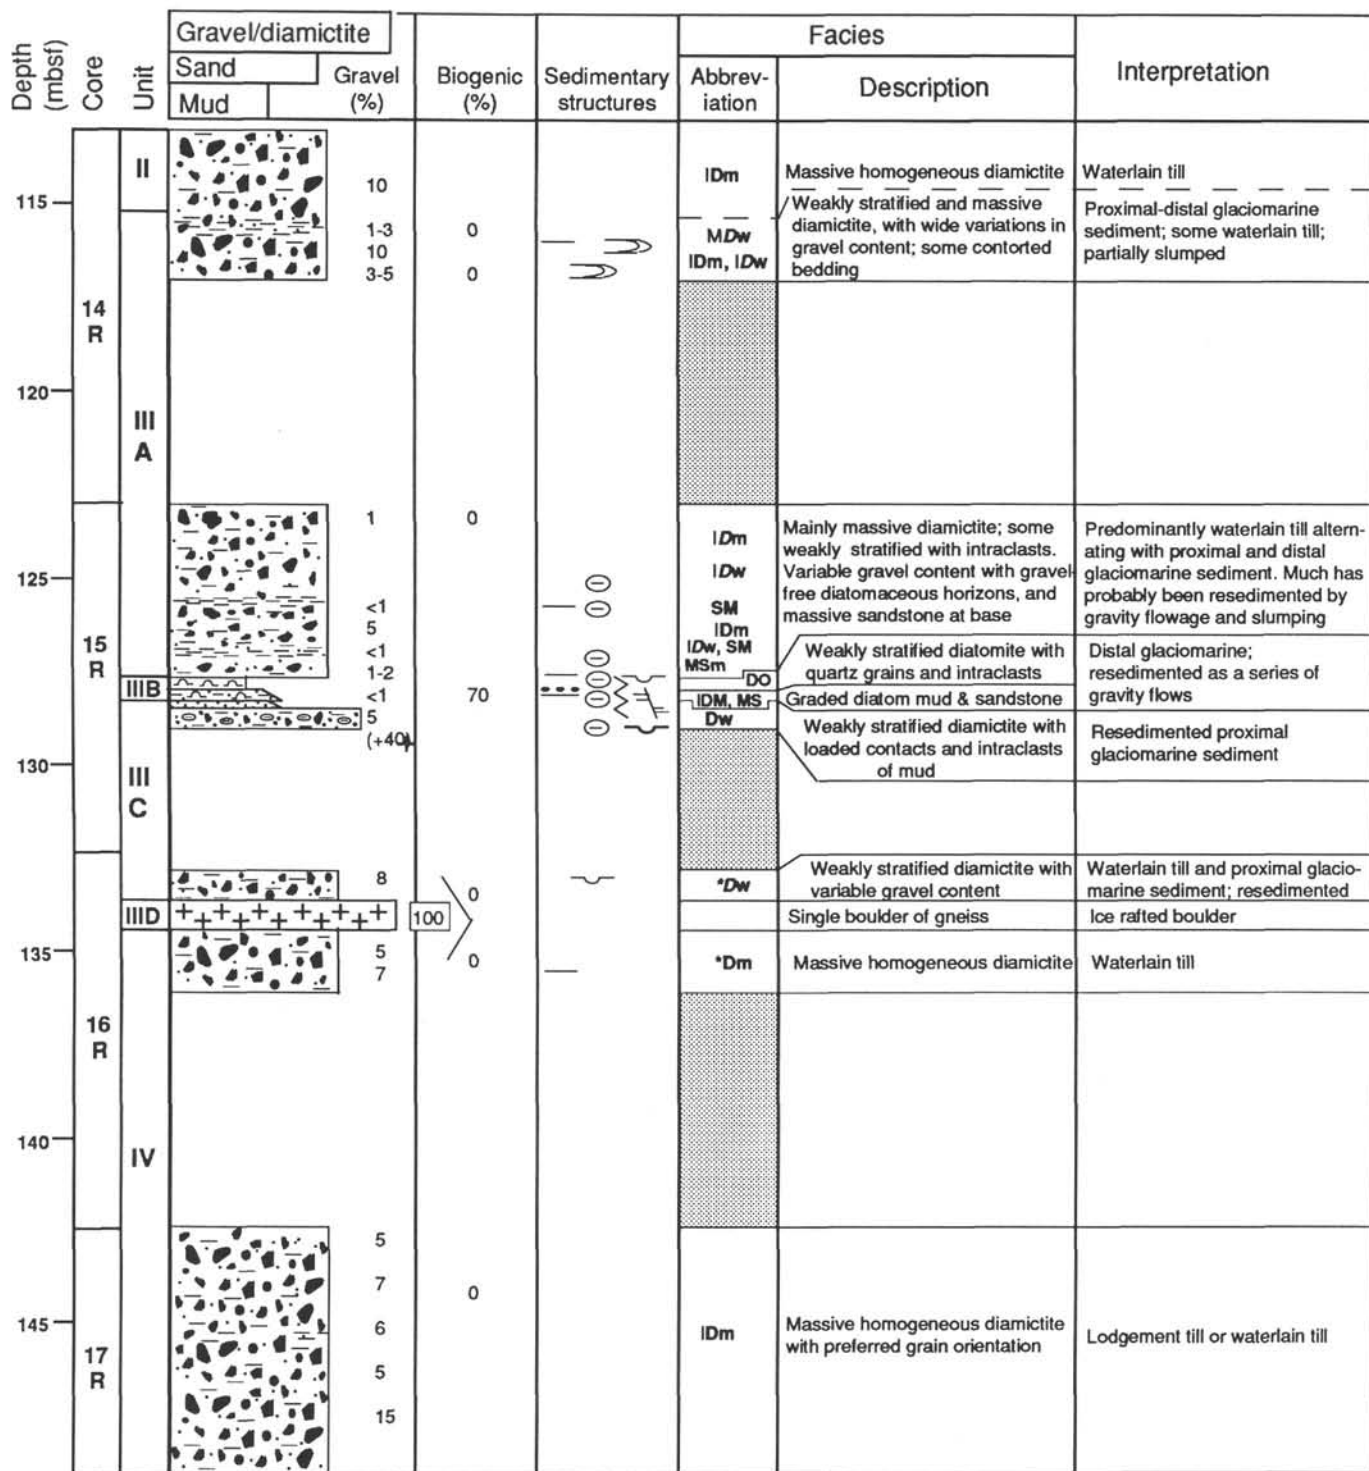 Depth
(mbsf)
Core
Unit
Gravel/diamictite
Sand
Mud
Gravel
(%)
Biogenic
(%)
Sedimentary
structures
Facies
Abbrev-
iation
Description
Interpretation
115
120
125
130
135
140
145
14
R
15
R
16
R
17
R
II
III
A
IIIB
III
C
IIID
IV
10
1-3
10
3-5
1
<1
5
<1
1-2
<1
5
(+40)
8
5
7
5
7
6
5
15
0
0
0
70
0
100
0
0
IDm
MDw
IDm, IDw
IDm
IDw
SM
IDm
IDw, SM
MSm
DO
IDM, MS
Dw
*Dw
*Dm
IDm
Massive homogeneous diamictite
Weakly stratified and massive
diamictite, with wide variations in
gravel content; some contorted
bedding
Mainly massive diamictite; some
weakly stratified with intraclasts.
Variable gravel content with gravel-
free diatomaceous horizons, and
massive sandstone at base
Weakly stratified diatomite with
quartz grains and intraclasts
Graded diatom mud & sandstone
Weakly stratified diamictite with
loaded contacts and intraclasts
of mud
Weakly stratified diamictite with
variable gravel content
Single boulder of gneiss
Massive homogeneous diamictite
Massive homogeneous diamictite
with preferred grain orientation
Waterlain till
Proximal-distal glaciomarine
sediment; some waterlain till;
partially slumped
Predominantly waterlain till altern-
ating with proximal and distal
glaciomarine sediment. Much has
probably been resedimented by
gravity flowage and slumping
Distal glaciomarine;
resedimented as a series of
gravity flows
Resedimented proximal
glaciomarine sediment
Waterlain till and proximal glacio-
marine sediment; resedimented
Ice rafted boulder
Waterlain till
Lodgement till or waterlain till